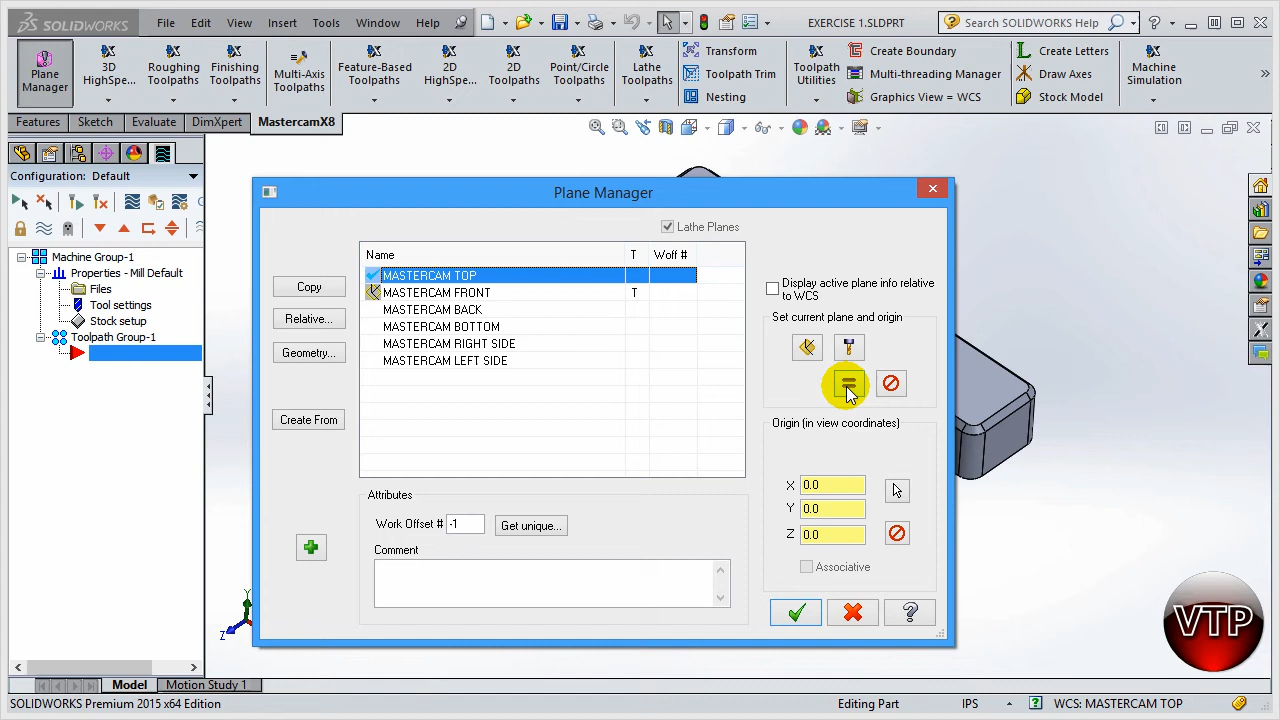 SOLIDWORKS
File Edit View Insert Tools Window Help
EXERCISE 1.SLDPRT
Search SOLIDWORKS Help
Plane Manager
3D HighSpe...
Roughing Toolpaths
Finishing Toolpaths
Multi-Axis Toolpaths
Feature-Based Toolpaths
2D HighSpe...
2D Toolpaths
Point/Circle Toolpaths
Lathe Toolpaths
Transform
Toolpath Trim
Nesting
Toolpath Utilities
Create Boundary
Multi-threading Manager
Graphics View = WCS
Create Letters
Draw Axes
Stock Model
Machine Simulation
Features Sketch Evaluate DimXpert MastercamX8
Configuration: Default
Machine Group-1
Properties - Mill Default
Files
Tool settings
Stock setup
Toolpath Group-1
Plane Manager
Lathe Planes
Name T Woff #
MASTERCAM TOP
MASTERCAM FRONT T
MASTERCAM BACK
MASTERCAM BOTTOM
MASTERCAM RIGHT SIDE
MASTERCAM LEFT SIDE
Copy
Relative...
Geometry...
Create From
Display active plane info relative
to WCS
Set current plane and origin
Origin (in view coordinates)
X 0.0
Y 0.0
Z 0.0
Associative
Attributes
Work Offset # -1 Get unique...
Comment
Y
Z
VTP
Model Motion Study 1
SOLIDWORKS Premium 2015 x64 Edition
Editing Part
IPS
WCS: MASTERCAM TOP